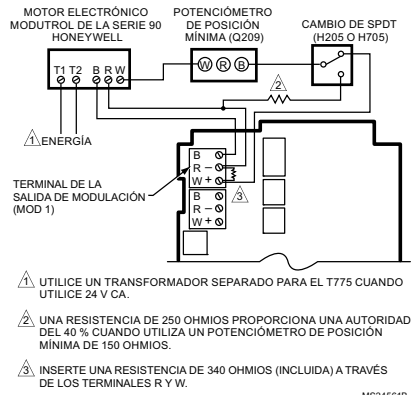 MOTOR ELECTRÓNICO
MODUTROL DE LA SERIE 90
HONEYWELL
POTENCIÓMETRO
DE POSICIÓN
MÍNIMA (Q209)
CAMBIO DE SPDT
(H205 O H705)
T1 T2 B R W
W R B
2
1 ENERGÍA
B
R –
W +
3
B
R –
W +
TERMINAL DE LA
SALIDA DE MODULACIÓN
(MOD 1)
1 UTILICE UN TRANSFORMADOR SEPARADO PARA EL T775 CUANDO
UTILICE 24 V CA.
2 UNA RESISTENCIA DE 250 OHMIOS PROPORCIONA UNA AUTORIDAD
DEL 40 % CUANDO UTILIZA UN POTENCIÓMETRO DE POSICIÓN
MÍNIMA DE 150 OHMIOS.
3 INSERTE UNA RESISTENCIA DE 340 OHMIOS (INCLUIDA) A TRAVÉS
DE LOS TERMINALES R Y W.